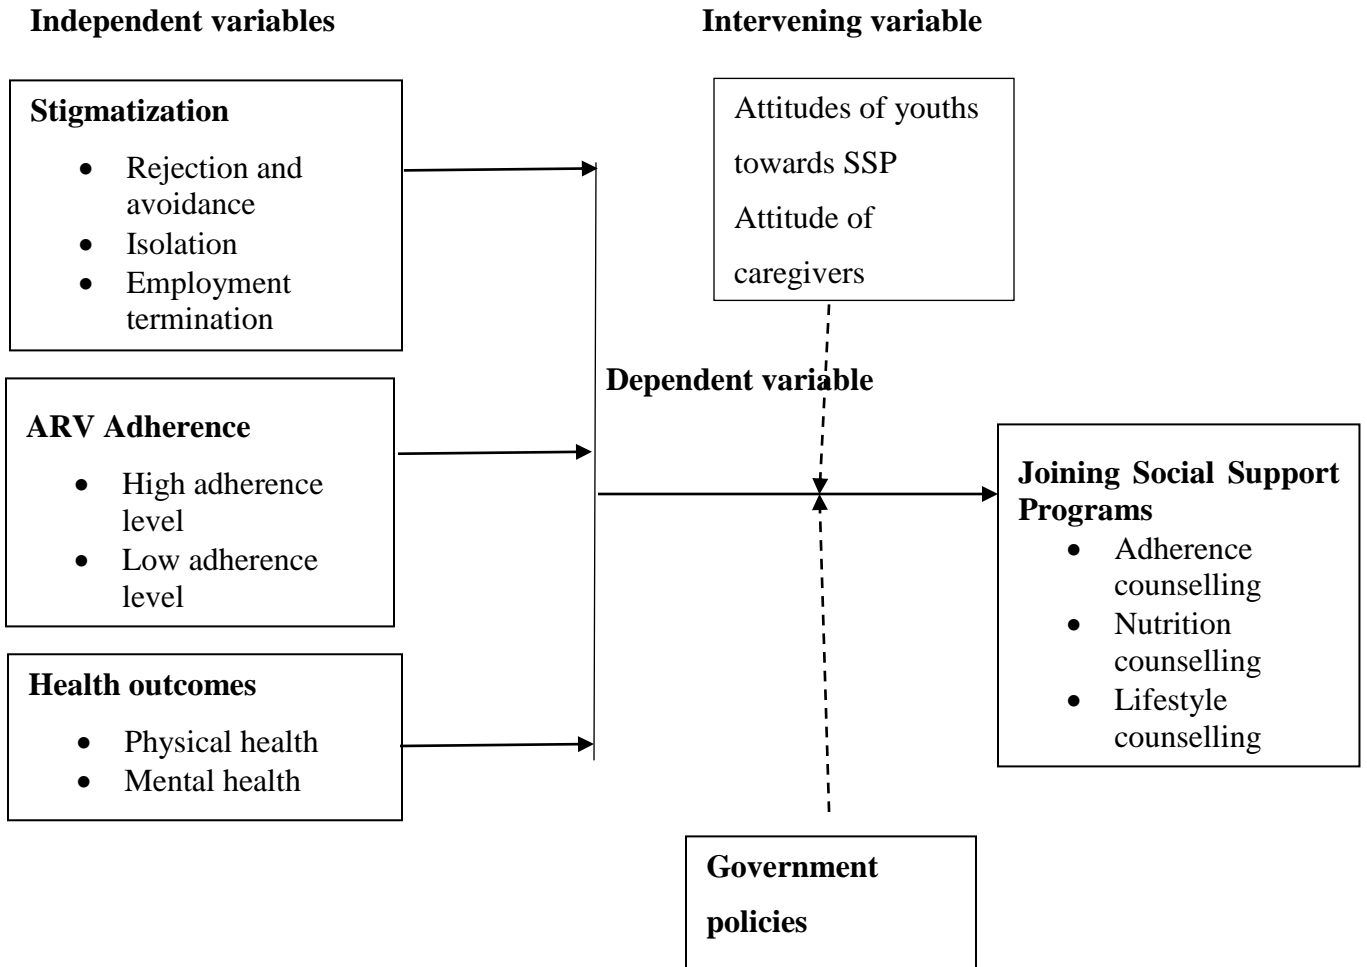 Independent variables
Intervening variable
Stigmatization
• Rejection and
avoidance
• Isolation
• Employment
termination
Attitudes of youths
towards SSP
Attitude of
caregivers
Dependent variable
ARV Adherence
• High adherence
level
• Low adherence
level
Joining Social Support
Programs
• Adherence
counselling
• Nutrition
counselling
• Lifestyle
counselling
Health outcomes
• Physical health
• Mental health
Government
policies